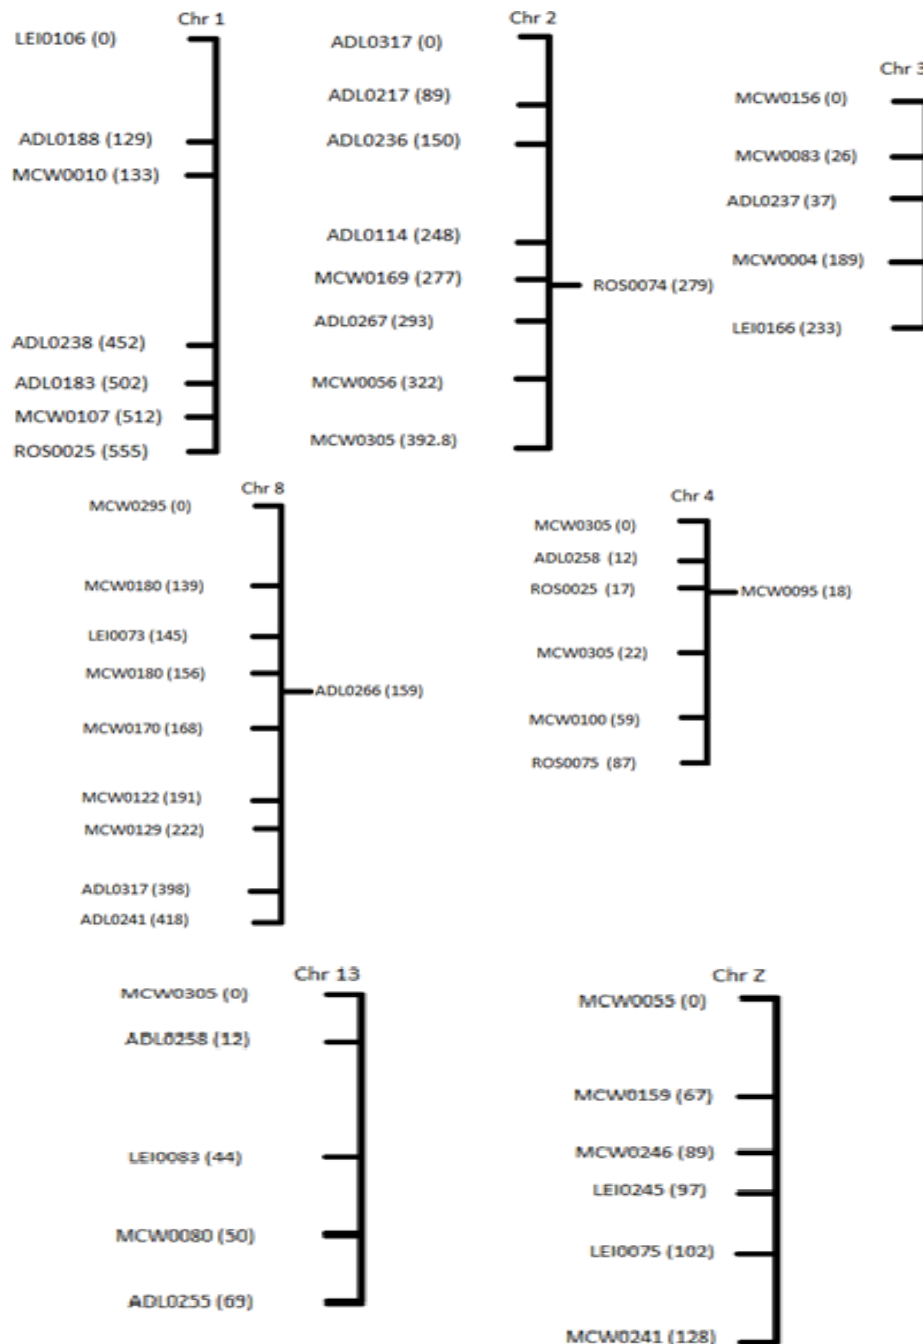 Chr 1
LEI0106 (0)
ADL0188 (129)
MCW0010 (133)
ADL0238 (452)
ADL0183 (502)
MCW0107 (512)
ROS0025 (555)
Chr 2
ADL0317 (0)
ADL0217 (89)
ADL0236 (150)
ADL0114 (248)
MCW0169 (277)
ROS0074 (279)
ADL0267 (293)
MCW0056 (322)
MCW0305 (392.8)
Chr 3
MCW0156 (0)
MCW0083 (26)
ADL0237 (37)
MCW0004 (189)
LEI0166 (233)
Chr 8
MCW0295 (0)
MCW0180 (139)
LEI0073 (145)
MCW0180 (156)
ADL0266 (159)
MCW0170 (168)
MCW0122 (191)
MCW0129 (222)
ADL0317 (398)
ADL0241 (418)
Chr 4
MCW0305 (0)
ADL0258 (12)
ROS0025 (17)
MCW0095 (18)
MCW0305 (22)
MCW0100 (59)
ROS0075 (87)
Chr 13
MCW0305 (0)
ADL0258 (12)
LEI0083 (44)
MCW0080 (50)
ADL0255 (69)
Chr Z
MCW0055 (0)
MCW0159 (67)
MCW0246 (89)
LEI0245 (97)
LEI0075 (102)
MCW0241 (128)